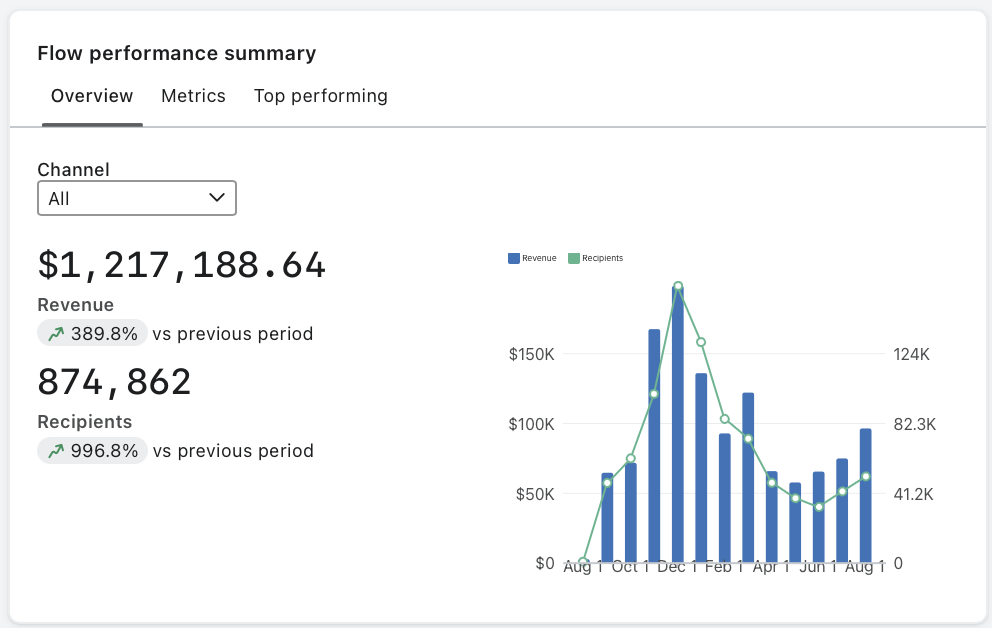 Flow performance summary
Overview Metrics Top performing
Channel
All
$1,217,188.64
Revenue
389.8% vs previous period
874,862
Recipients
996.8% vs previous period
Revenue Recipients
$150K 124K
$100K 82.3K
$50K 41.2K
$0 0
Aug 1 Oct 1 Dec 1 Feb 1 Apr 1 Jun 1 Aug 1